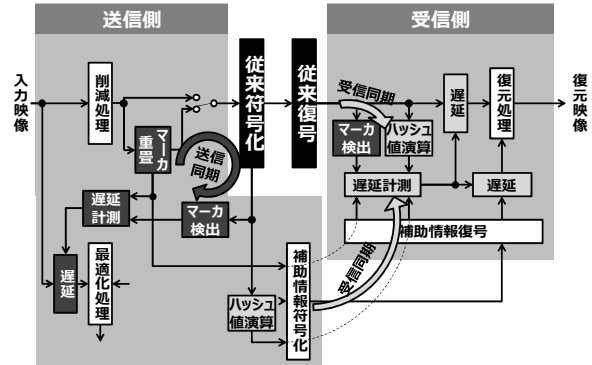 送信側
受信側
入力映像
削減処理
マーカ
重畳
送信
同期
従来符号化
従来復号
受信同期
マーカ
検出
ハッシュ
値演算
遅延
復元処理
復元映像
遅延計測
遅延
補助情報復号
遅延
計測
マーカ
検出
遅延
最適化処理
ハッシュ
値演算
補助情報符号化
受信同期